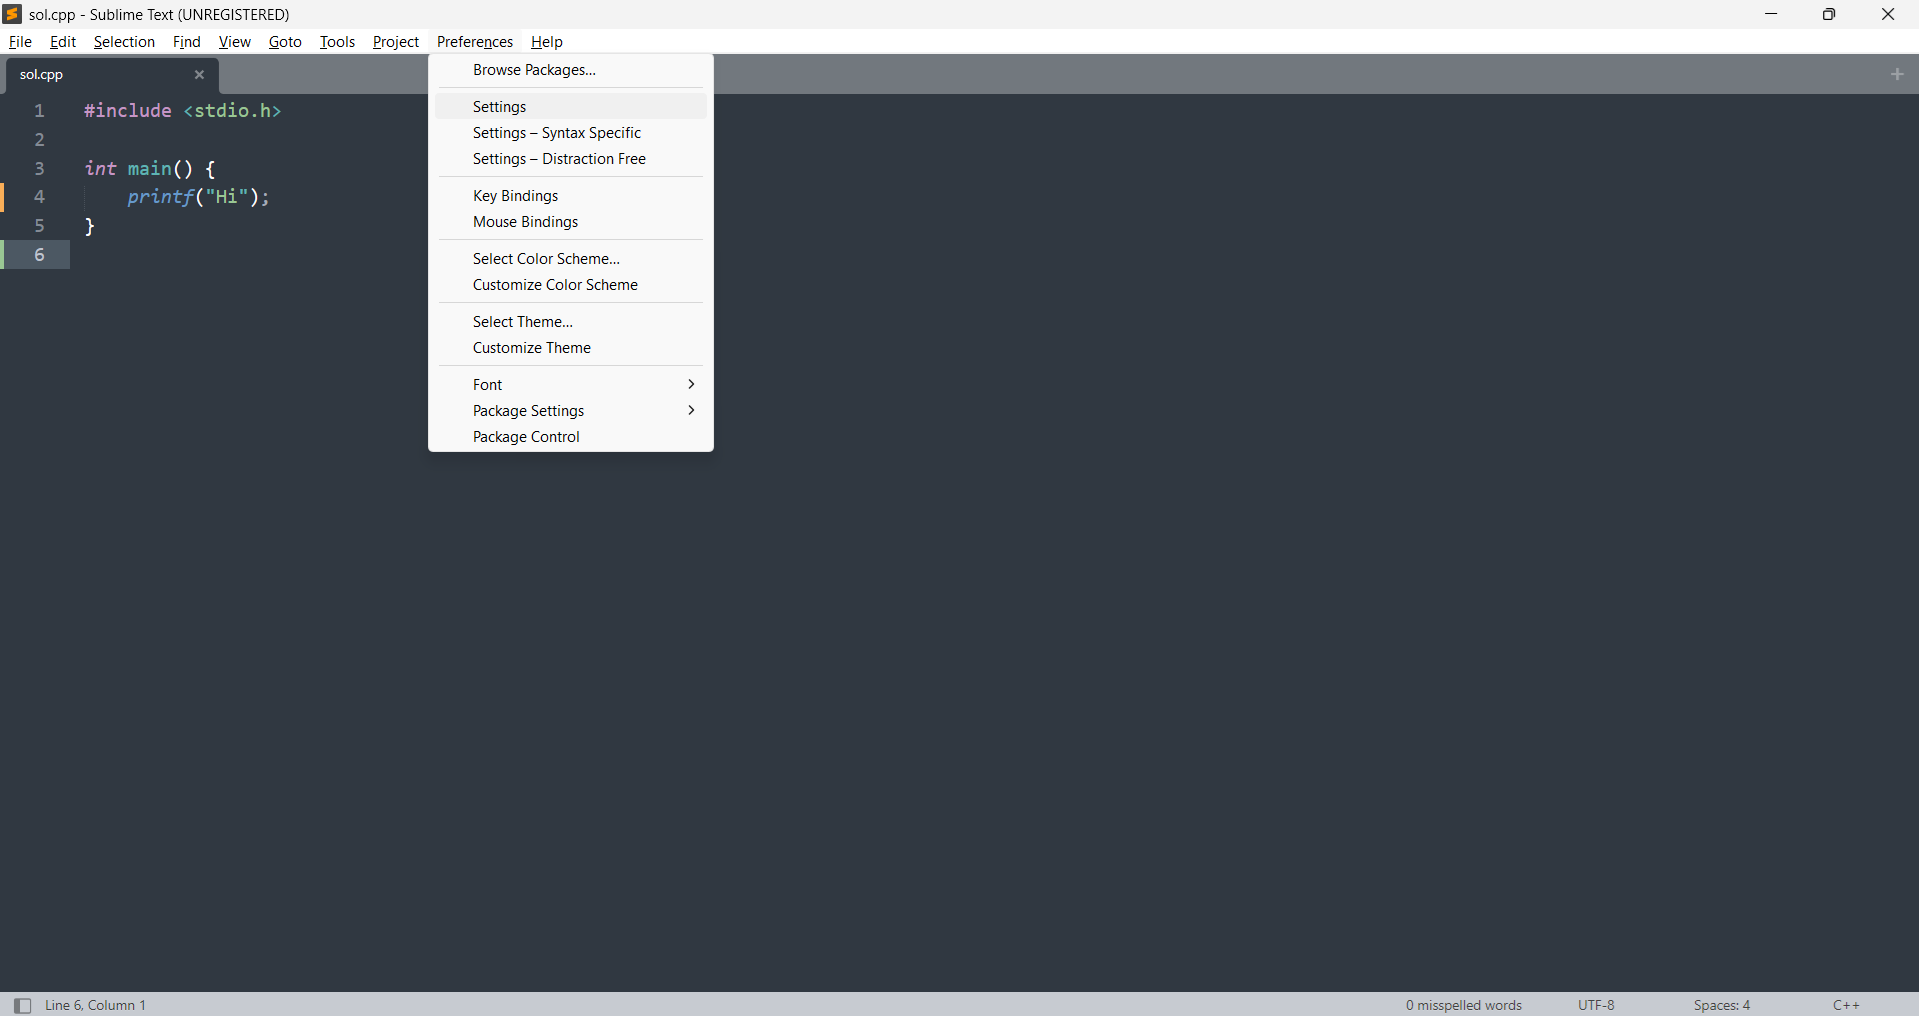 sol.cpp - Sublime Text (UNREGISTERED)
File Edit Selection Find View Goto Tools Project Preferences Help
sol.cpp
1 #include <stdio.h>
2
3 int main() {
4 printf("Hi");
5 }
6
Browse Packages...
Settings
Settings – Syntax Specific
Settings – Distraction Free
Key Bindings
Mouse Bindings
Select Color Scheme...
Customize Color Scheme
Select Theme...
Customize Theme
Font
Package Settings
Package Control
Line 6, Column 1 0 misspelled words UTF-8 Spaces: 4 C++